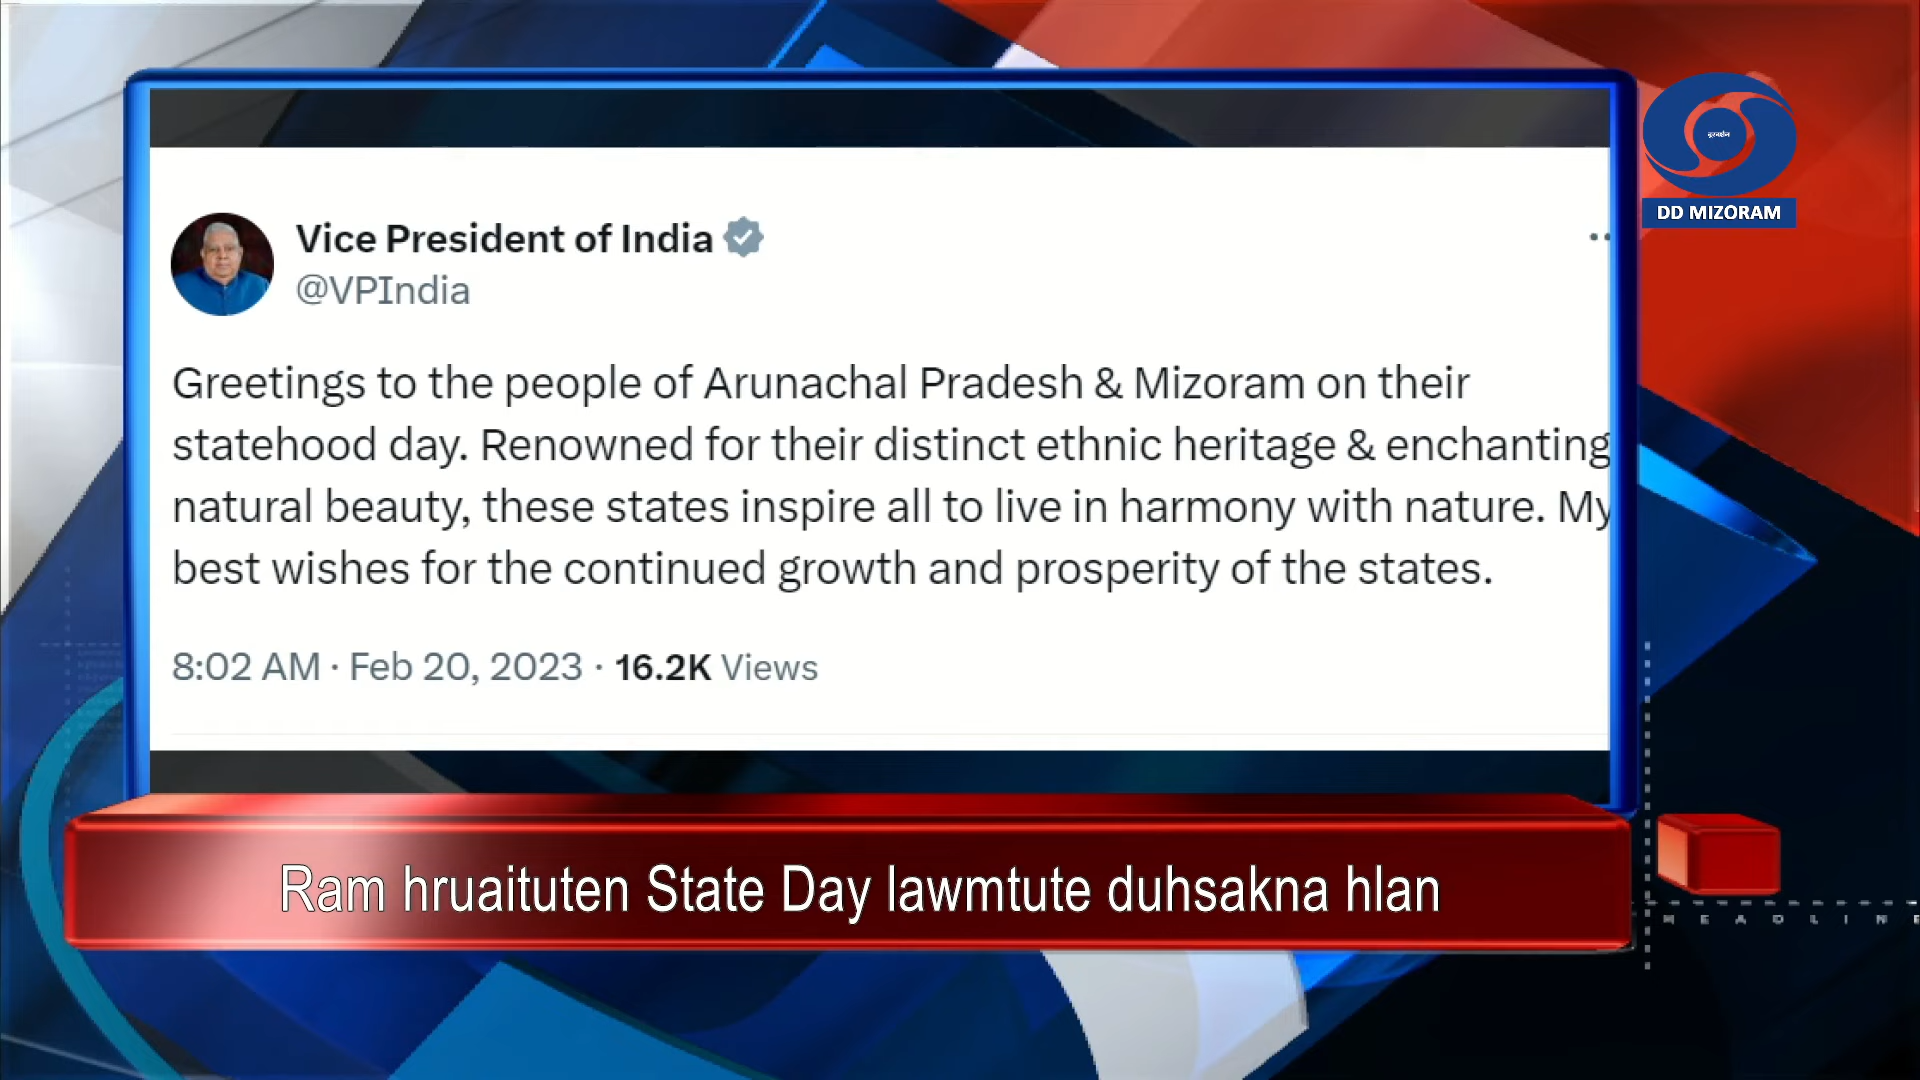 दूरदर्शन
DD MIZORAM
Vice President of India
@VPIndia
Greetings to the people of Arunachal Pradesh & Mizoram on their
statehood day. Renowned for their distinct ethnic heritage & enchanting
natural beauty, these states inspire all to live in harmony with nature. My
best wishes for the continued growth and prosperity of the states.
8:02 AM · Feb 20, 2023 · 16.2K Views
Ram hruaituten State Day lawmtute duhsakna hlan
HEADLINE